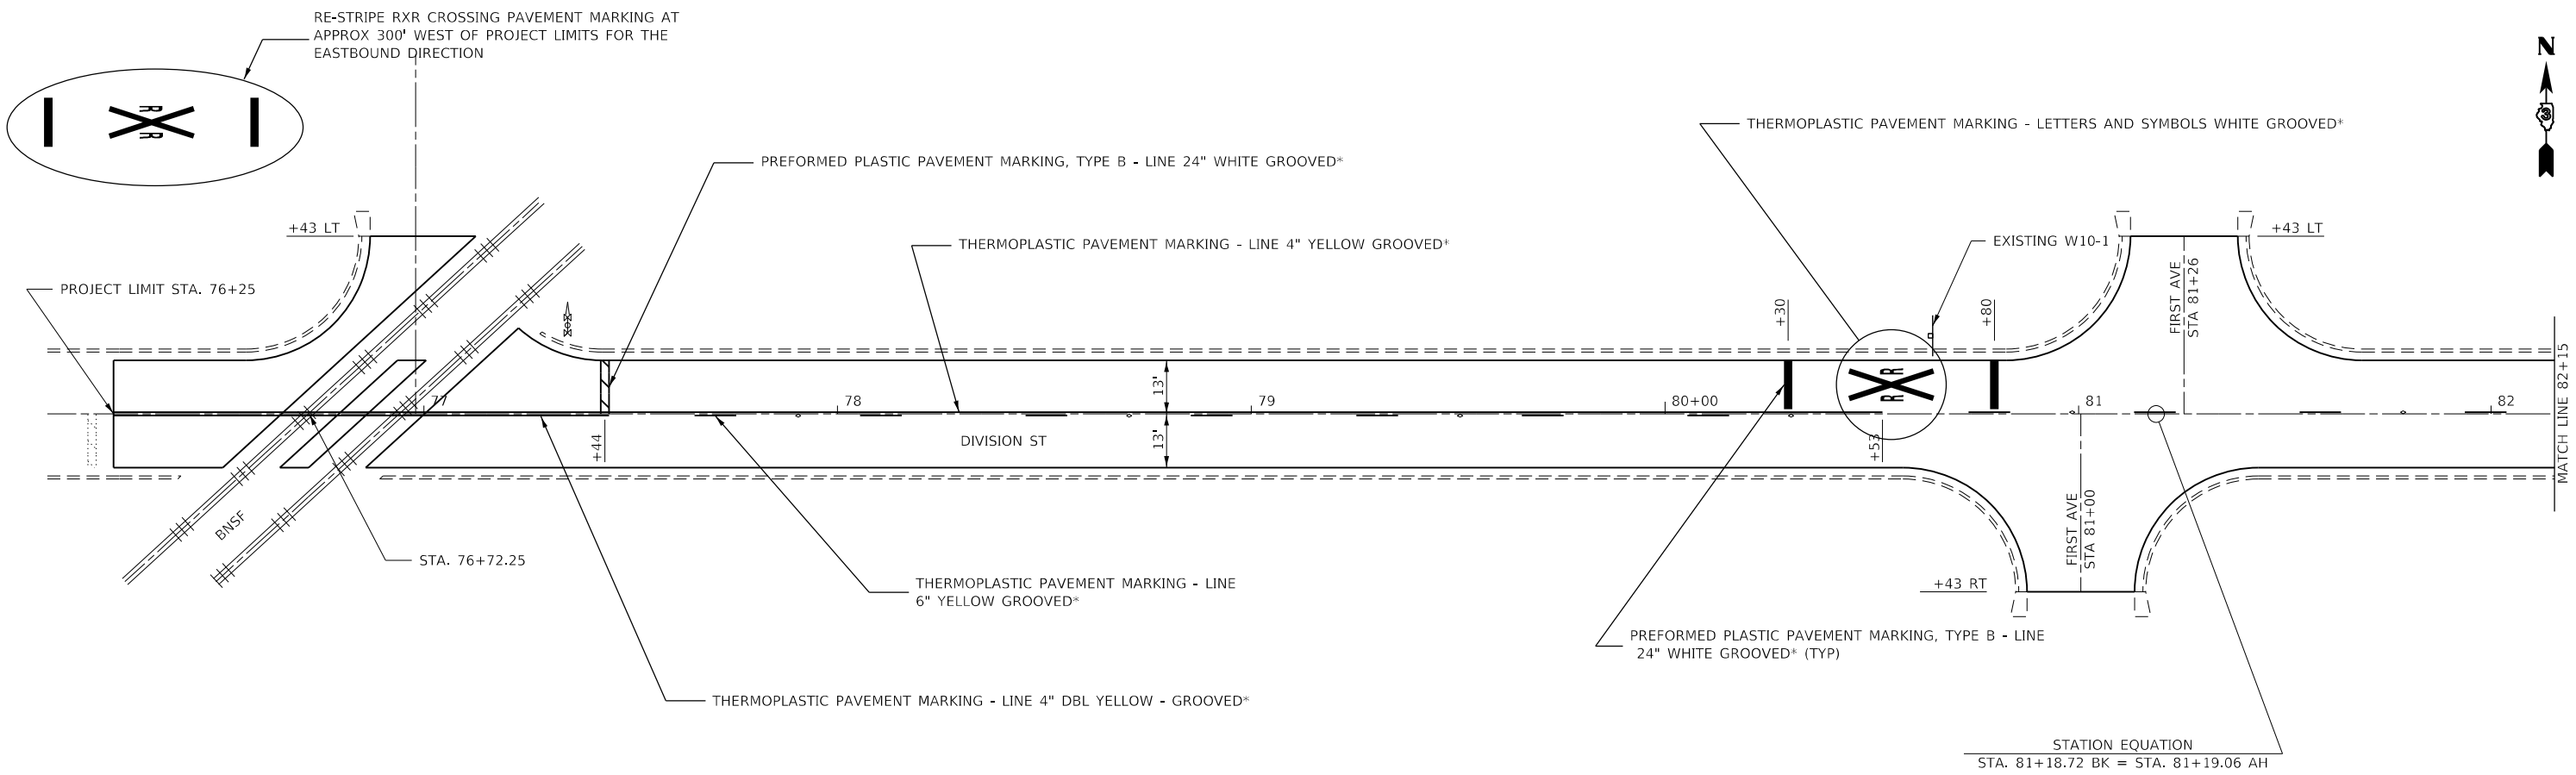 RE-STRIPE RXR CROSSING PAVEMENT MARKING AT
APPROX 300' WEST OF PROJECT LIMITS FOR THE
EASTBOUND DIRECTION
R
R
N
3
THERMOPLASTIC PAVEMENT MARKING - LETTERS AND SYMBOLS WHITE GROOVED*
PREFORMED PLASTIC PAVEMENT MARKING, TYPE B - LINE 24" WHITE GROOVED*
+43 LT
THERMOPLASTIC PAVEMENT MARKING - LINE 4" YELLOW GROOVED*
EXISTING W10-1
+43 LT
PROJECT LIMIT STA. 76+25
FIRST AVE
STA 81+26
+30
+80
13'
R
R
77
78
79
80+00
81
82
MATCH LINE 82+15
+44
DIVISION ST
13'
+53
BNSF
STA. 76+72.25
FIRST AVE
STA 81+00
THERMOPLASTIC PAVEMENT MARKING - LINE
6" YELLOW GROOVED*
+43 RT
PREFORMED PLASTIC PAVEMENT MARKING, TYPE B - LINE
24" WHITE GROOVED* (TYP)
THERMOPLASTIC PAVEMENT MARKING - LINE 4" DBL YELLOW - GROOVED*
STATION EQUATION
STA. 81+18.72 BK = STA. 81+19.06 AH